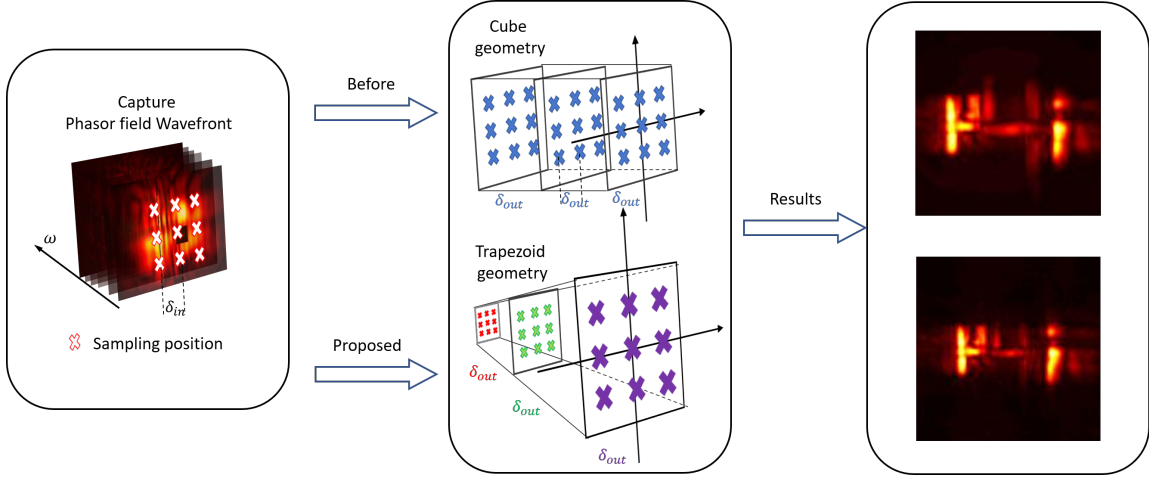 Capture
Phasor field Wavefront
ω
δin
Sampling position
Before
Proposed
Cube
geometry
δout
δout
δout
Trapezoid
geometry
δout
δout
δout
Results